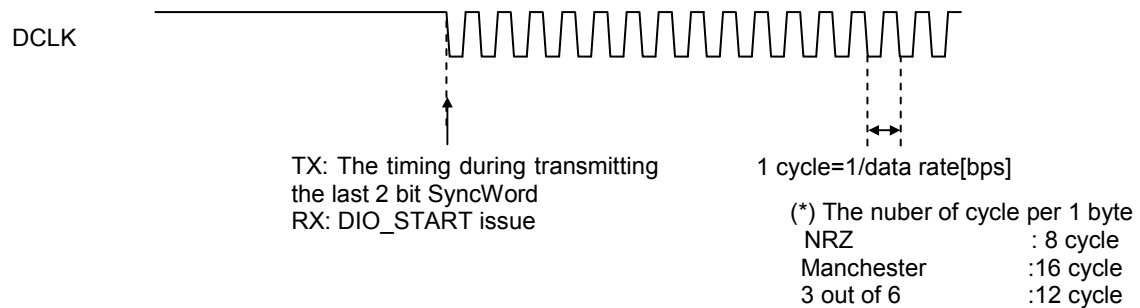 DCLK
TX: The timing during transmitting
the last 2 bit SyncWord
RX: DIO_START issue
1 cycle=1/data rate[bps]
(*) The nuber of cycle per 1 byte
NRZ : 8 cycle
Manchester :16 cycle
3 out of 6 :12 cycle